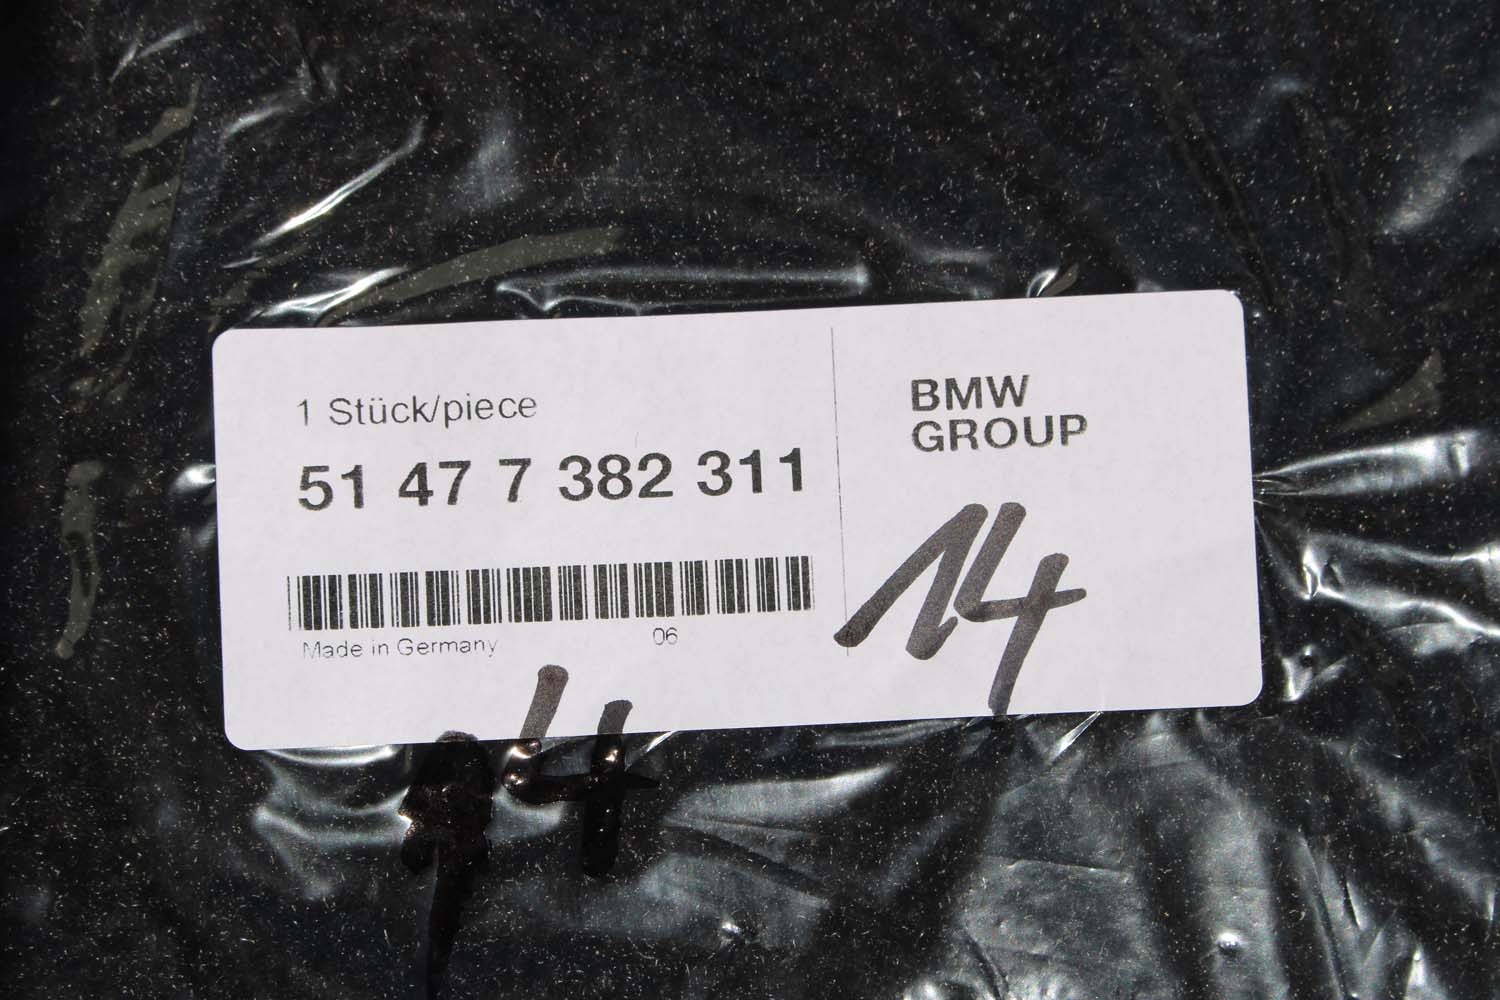 1 Stück/piece
51 47 7 382 311
Made in Germany 06
BMW
GROUP
14
14